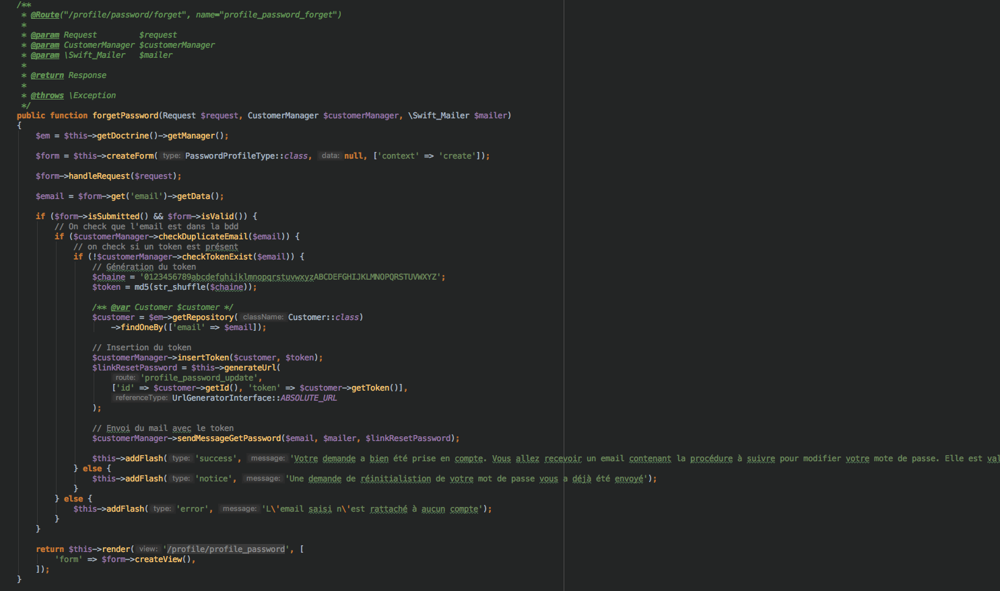 /**
 * @Route("/profile/password/forget", name="profile_password_forget")
 *
 * @param Request         $request
 * @param CustomerManager $customerManager
 * @param \Swift_Mailer   $mailer
 *
 * @return Response
 *
 * @throws \Exception
 */
public function forgetPassword(Request $request, CustomerManager $customerManager, \Swift_Mailer $mailer)
{
    $em = $this->getDoctrine()->getManager();

    $form = $this->createForm( type: PasswordProfileType::class, data: null, ['context' => 'create']);

    $form->handleRequest($request);

    $email = $form->get('email')->getData();

    if ($form->isSubmitted() && $form->isValid()) {
        // On check que l'email est dans la bdd
        if ($customerManager->checkDuplicateEmail($email)) {
            // on check si un token est présent
            if (!$customerManager->checkTokenExist($email)) {
                // Génération du token
                $chaine = '0123456789abcdefghijklmnopqrstuvwxyzABCDEFGHIJKLMNOPQRSTUVWXYZ';
                $token = md5(str_shuffle($chaine));

                /** @var Customer $customer */
                $customer = $em->getRepository( className: Customer::class)
                    ->findOneBy(['email' => $email]);

                // Insertion du token
                $customerManager->insertToken($customer, $token);
                $linkResetPassword = $this->generateUrl(
                    route: 'profile_password_update',
                    ['id' => $customer->getId(), 'token' => $customer->getToken()],
                    referenceType: UrlGeneratorInterface::ABSOLUTE_URL
                );

                // Envoi du mail avec le token
                $customerManager->sendMessageGetPassword($email, $mailer, $linkResetPassword);

                $this->addFlash( type: 'success', message: 'Votre demande a bien été prise en compte. Vous allez recevoir un email contenant la procédure à suivre pour modifier votre mote de passe. Elle est val
            } else {
                $this->addFlash( type: 'notice', message: 'Une demande de réinitialistion de votre mot de passe vous a déjà été envoyé');
            }
        } else {
            $this->addFlash( type: 'error', message: 'L\'email saisi n\'est rattaché à aucun compte');
        }
    }

    return $this->render( view: '/profile/profile_password', [
        'form' => $form->createView(),
    ]);
}